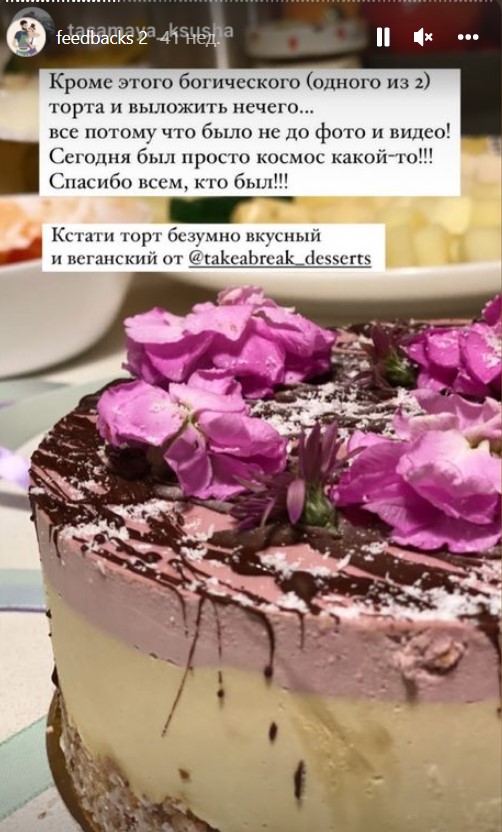 tasamaya_ksusha
feedbacks 2 41 нед.
Кроме этого богического (одного из 2)
торта и выложить нечего...
все потому что было не до фото и видео!
Сегодня был просто космос какой-то!!!
Спасибо всем, кто был!!!
Кстати торт безумно вкусный
и веганский от @takeabreak_desserts